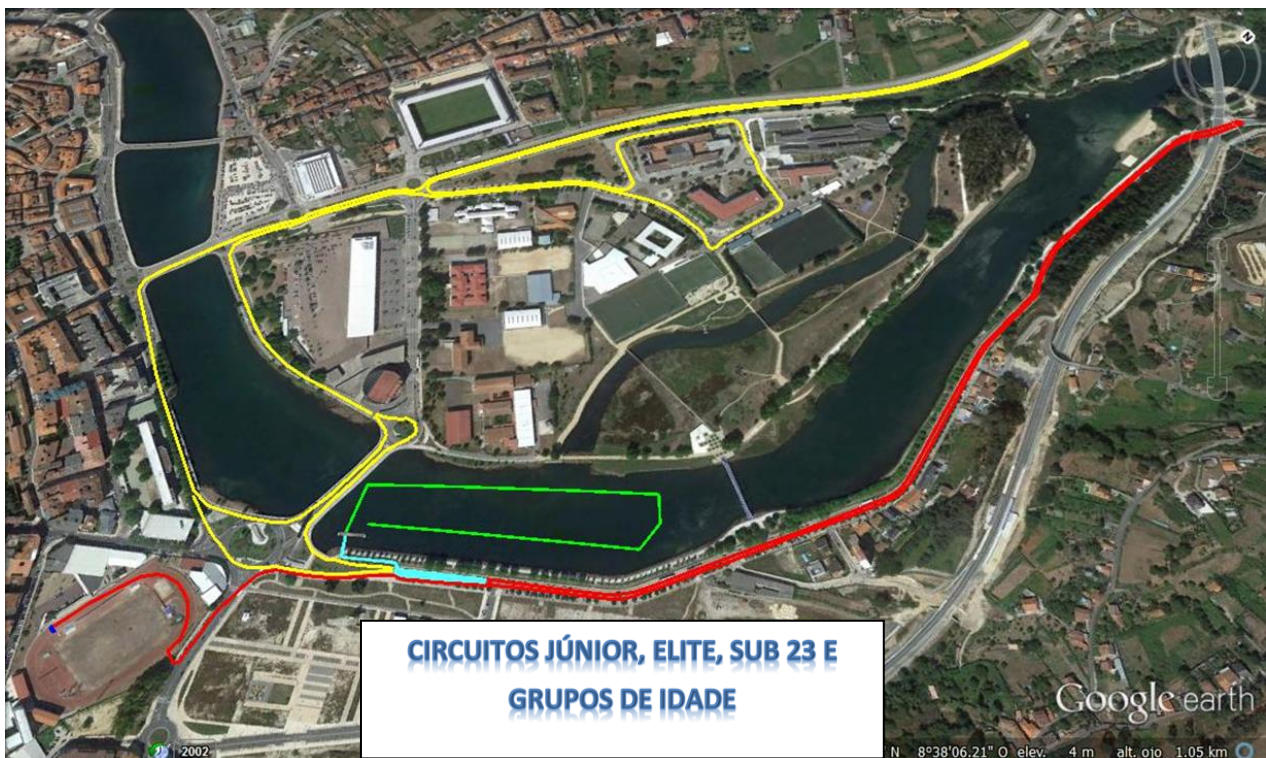 N
CIRCUITOS JÚNIOR, ELITE, SUB 23 E
GRUPOS DE IDADE
Google earth
2002
N 8°38'06.21" O elev. 4 m alt. ojo 1.05 km